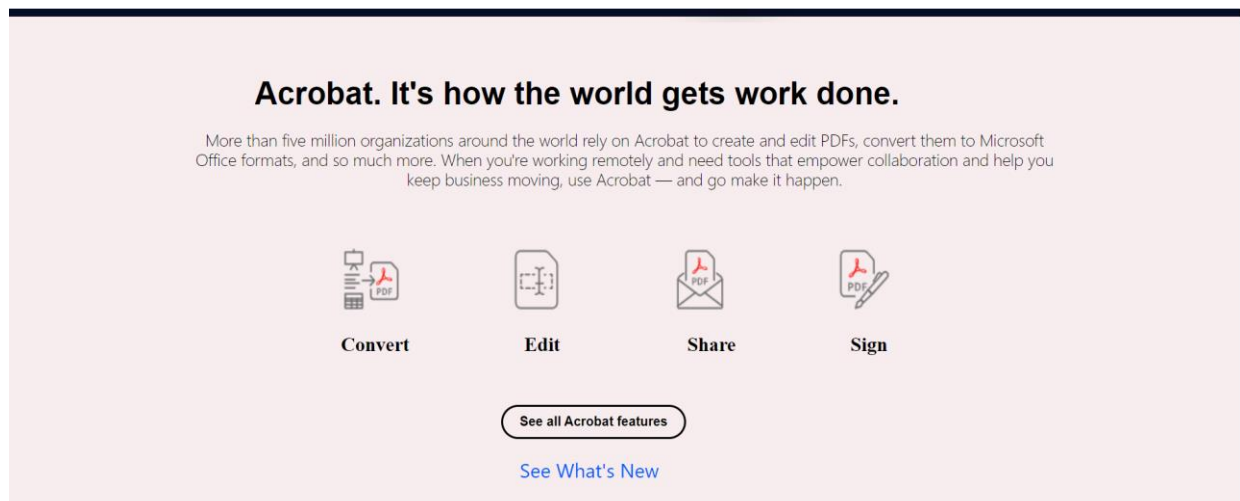 Acrobat. It's how the world gets work done.
More than five million organizations around the world rely on Acrobat to create and edit PDFs, convert them to Microsoft
Office formats, and so much more. When you're working remotely and need tools that empower collaboration and help you
keep business moving, use Acrobat — and go make it happen.
PDF
PDF
PDF
Convert
Edit
Share
Sign
See all Acrobat features
See What's New